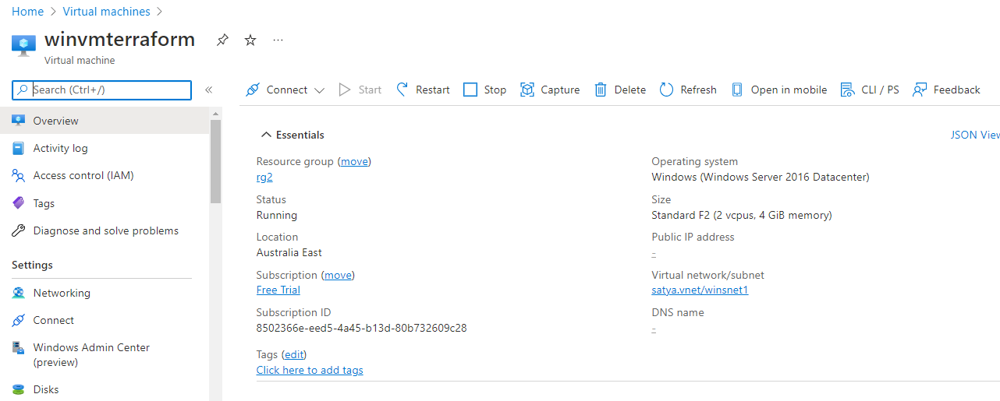 Home > Virtual machines >
winvmterraform
Virtual machine
Search (Ctrl+/)
«
Connect Start Restart Stop Capture Delete Refresh Open in mobile CLI / PS Feedback
Overview
Activity log
Access control (IAM)
Tags
Diagnose and solve problems
Settings
Networking
Connect
Windows Admin Center
(preview)
Disks
Essentials
JSON View
Resource group (move)
rg2
Status
Running
Location
Australia East
Subscription (move)
Free Trial
Subscription ID
8502366e-eed5-4a45-b13d-80b732609c28
Tags (edit)
Click here to add tags
Operating system
Windows (Windows Server 2016 Datacenter)
Size
Standard F2 (2 vcpus, 4 GiB memory)
Public IP address
-
Virtual network/subnet
satya.vnet/winsnet1
DNS name
-